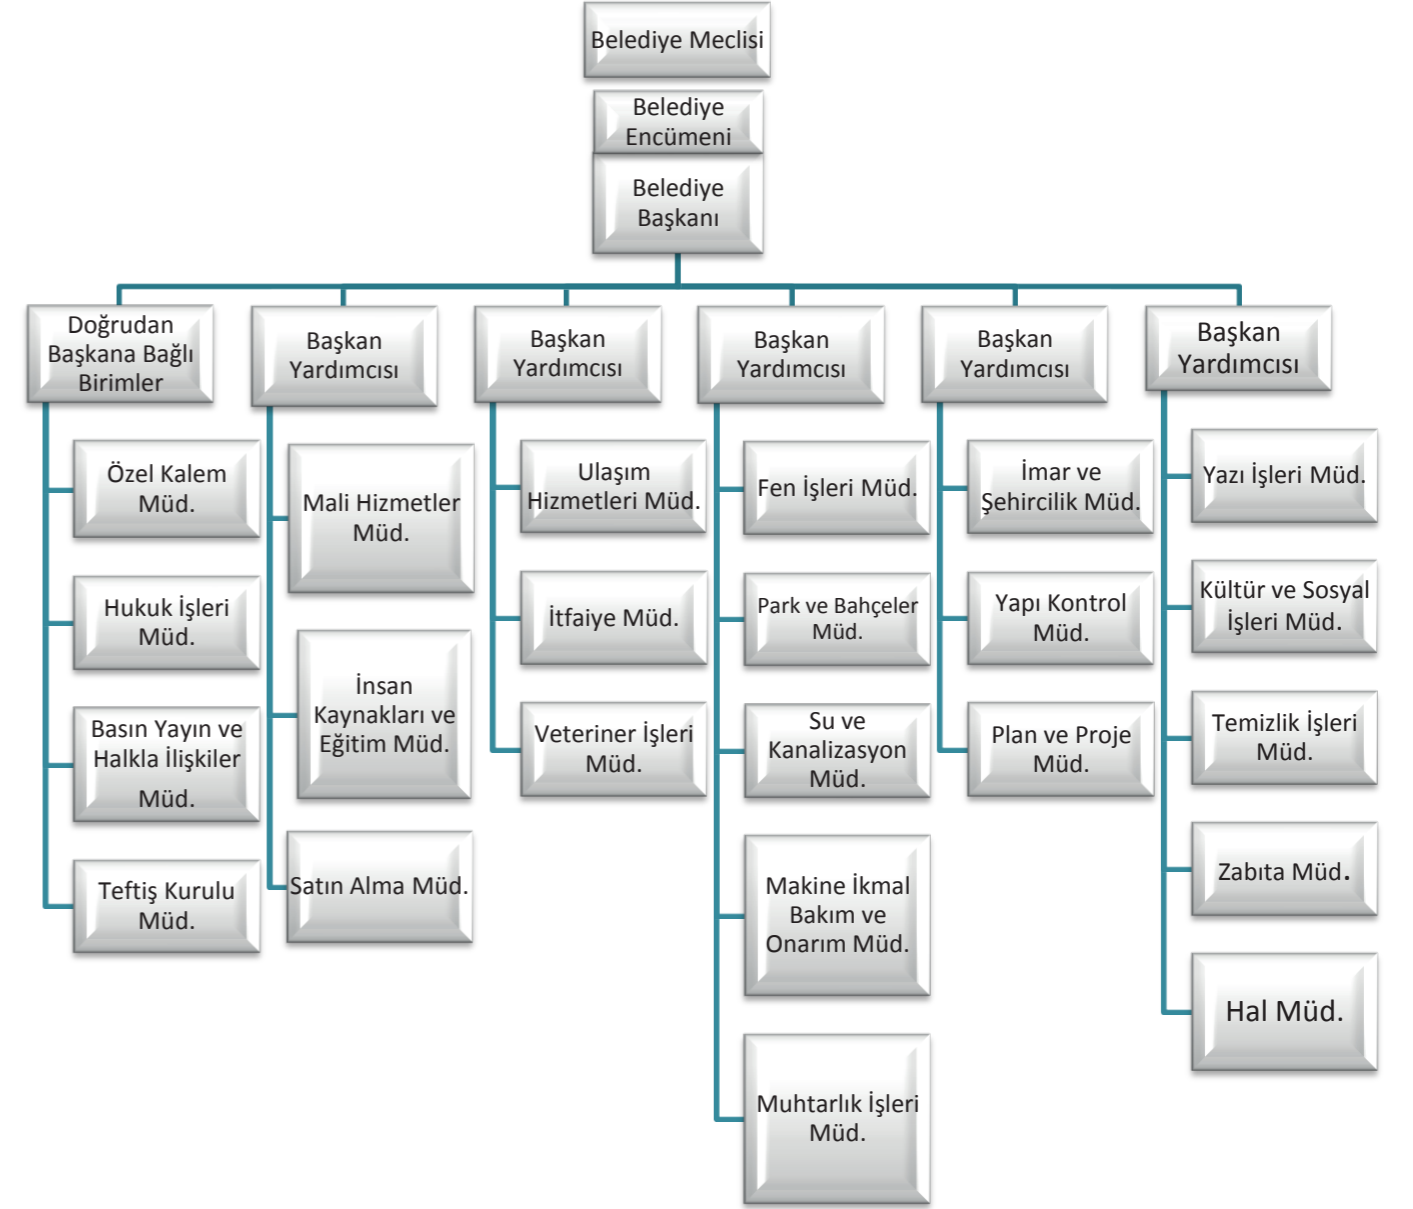 Belediye Meclisi
Belediye
Encümeni
Belediye
Başkanı
Doğrudan
Başkana Bağlı
Birimler
Başkan
Yardımcısı
Başkan
Yardımcısı
Başkan
Yardımcısı
Başkan
Yardımcısı
Başkan
Yardımcısı
Özel Kalem
Müd.
Hukuk İşleri
Müd.
Basın Yayın ve
Halkla İlişkiler
Müd.
Teftiş Kurulu
Müd.
Mali Hizmetler
Müd.
İnsan
Kaynakları ve
Eğitim Müd.
Satın Alma Müd.
Ulaşım
Hizmetleri Müd.
İtfaiye Müd.
Veteriner İşleri
Müd.
Fen İşleri Müd.
Park ve Bahçeler
Müd.
Su ve
Kanalizasyon
Müd.
Makine İkmal
Bakım ve
Onarım Müd.
Muhtarlık İşleri
Müd.
İmar ve
Şehircilik Müd.
Yapı Kontrol
Müd.
Plan ve Proje
Müd.
Yazı İşleri Müd.
Kültür ve Sosyal
İşleri Müd.
Temizlik İşleri
Müd.
Zabıta Müd.
Hal Müd.